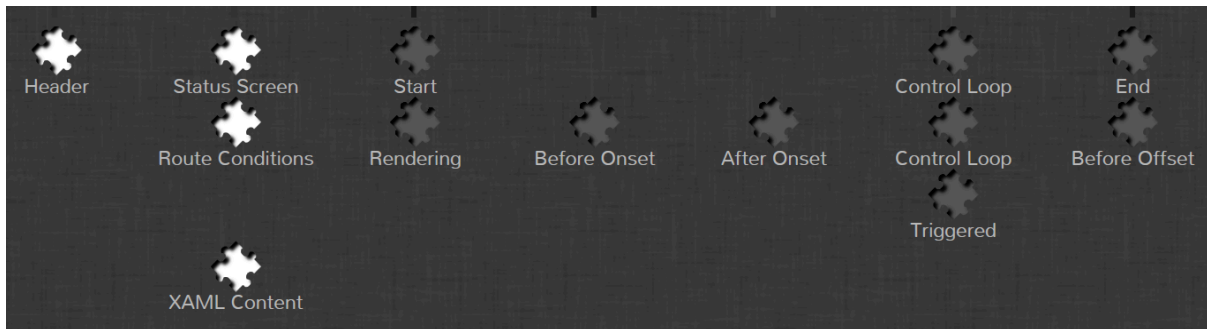 Header Status Screen Start Control Loop End
Route Conditions Rendering Before Onset After Onset Control Loop Before Offset
Triggered
XAML Content